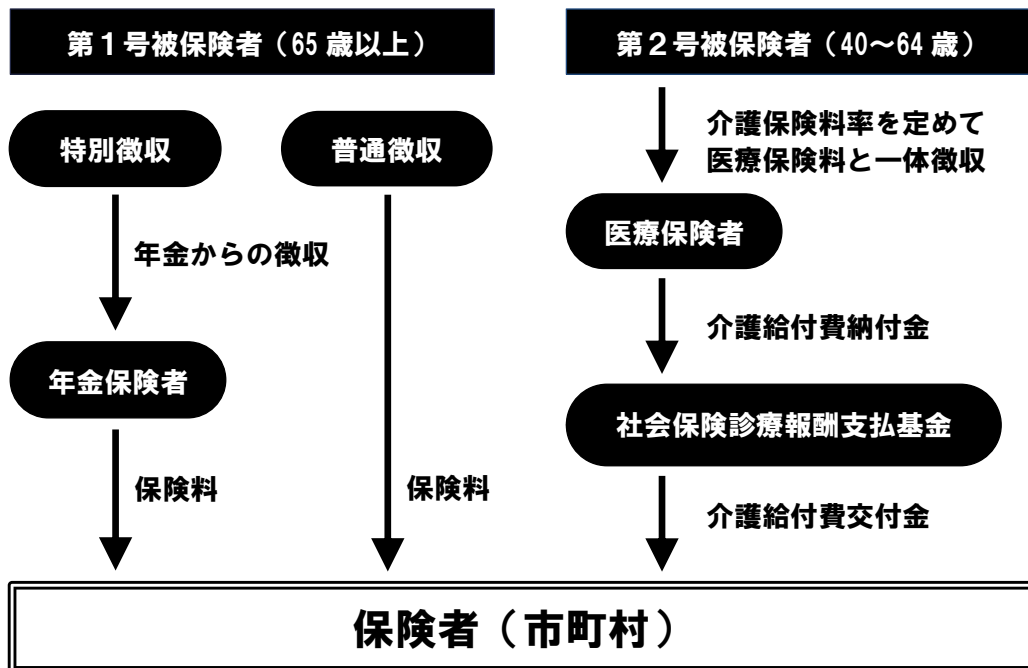 第１号被保険者（65歳以上）
特別徴収
普通徴収
年金からの徴収
年金保険者
保険料
保険料
第２号被保険者（40～64歳）
介護保険料率を定めて
医療保険料と一体徴収
医療保険者
介護給付費納付金
社会保険診療報酬支払基金
介護給付費交付金
保険者（市町村）